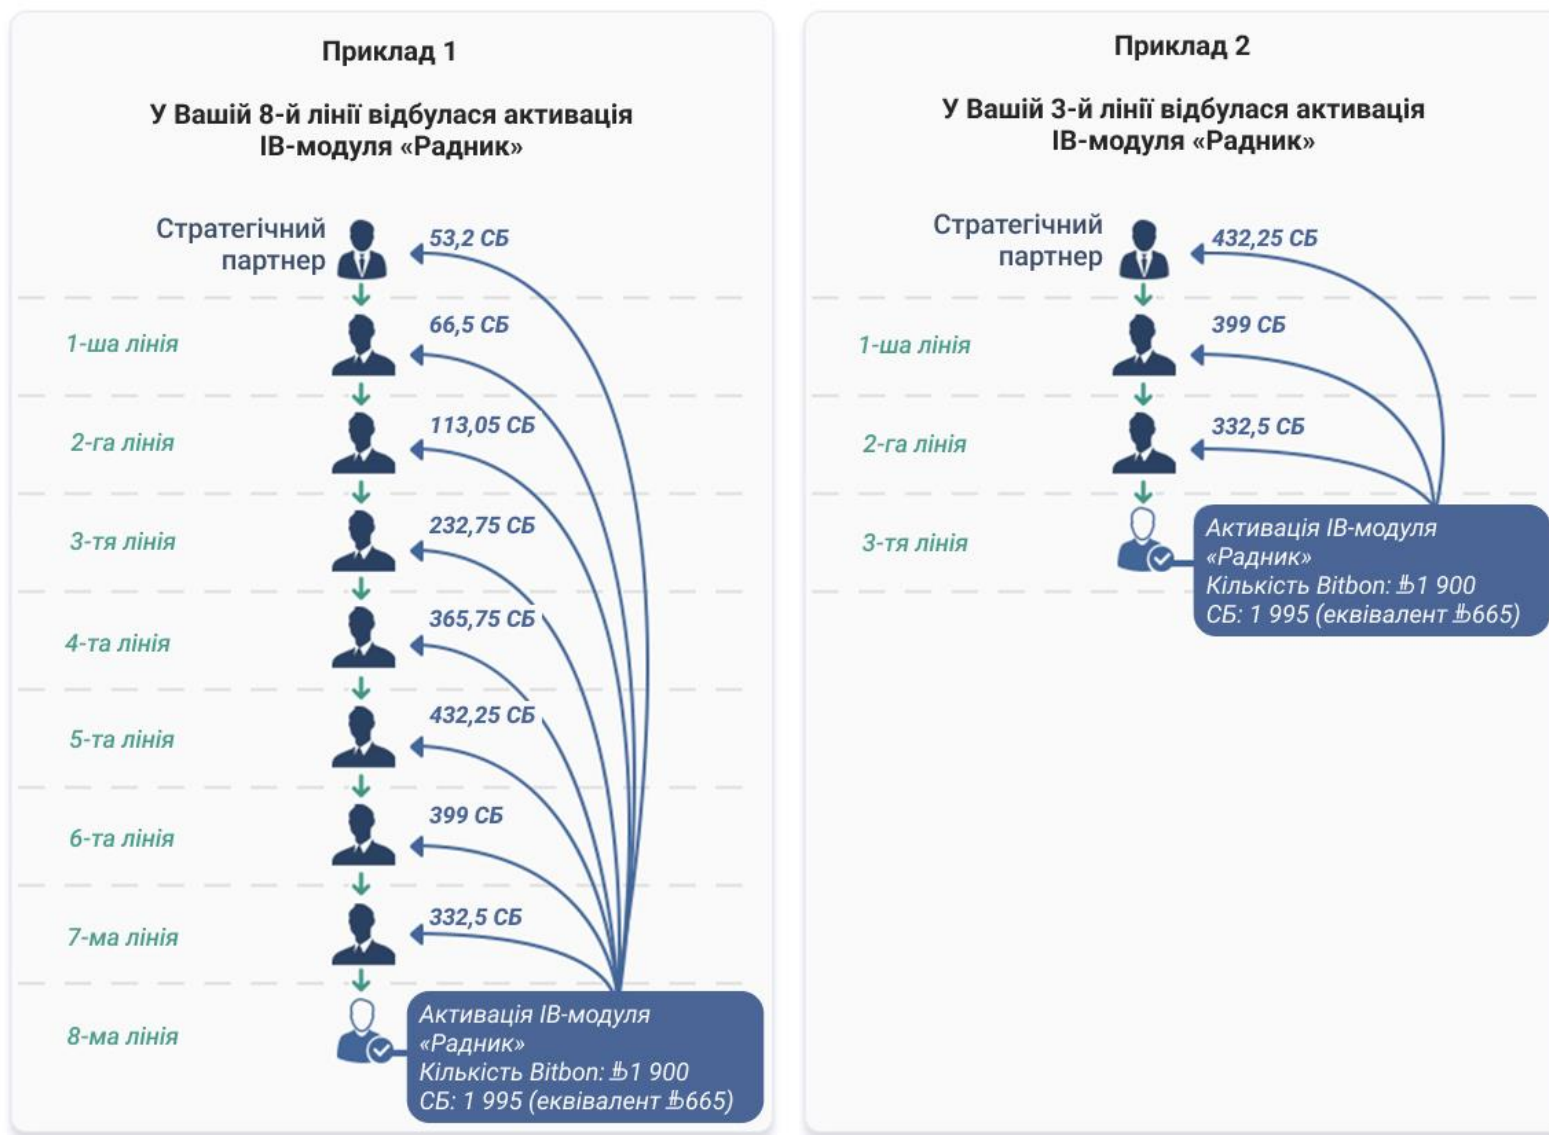 Приклад 1
У Вашій 8-й лінії відбулася активація
ІВ-модуля «Радник»
Стратегічний
партнер
53,2 СБ
1-ша лінія
66,5 СБ
2-га лінія
113,05 СБ
3-тя лінія
232,75 СБ
4-та лінія
365,75 СБ
5-та лінія
432,25 СБ
6-та лінія
399 СБ
7-ма лінія
332,5 СБ
8-ма лінія
Активація ІВ-модуля
«Радник»
Кількість Bitbon: 1 900
СБ: 1 995 (еквівалент 665)
Приклад 2
У Вашій 3-й лінії відбулася активація
ІВ-модуля «Радник»
Стратегічний
партнер
432,25 СБ
1-ша лінія
399 СБ
2-га лінія
332,5 СБ
3-тя лінія
Активація ІВ-модуля
«Радник»
Кількість Bitbon: 1 900
СБ: 1 995 (еквівалент 665)